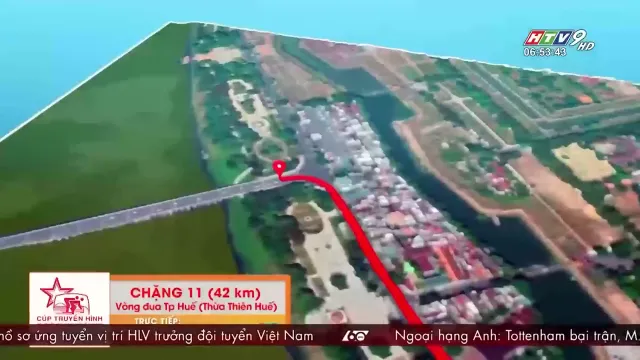 HTV9 HD
06:53:43
CHẶNG 11 (42 km)
Vòng đua Tp Huế (Thừa Thiên Huế)
CÚP TRUYỀN HÌNH
TRỰC TIẾP:
hồ sơ ứng tuyển vị trí HLV trưởng đội tuyển Việt Nam
60
Ngoại hạng Anh: Tottenham bại trận, M